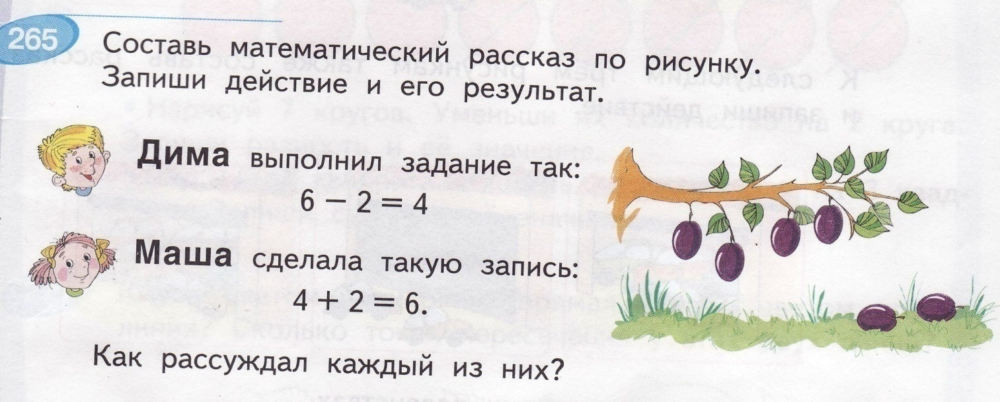 265
Составь математический рассказ по рисунку.
Запиши действие и его результат.
Дима выполнил задание так:
6 − 2 = 4
Маша сделала такую запись:
4 + 2 = 6.
Как рассуждал каждый из них?